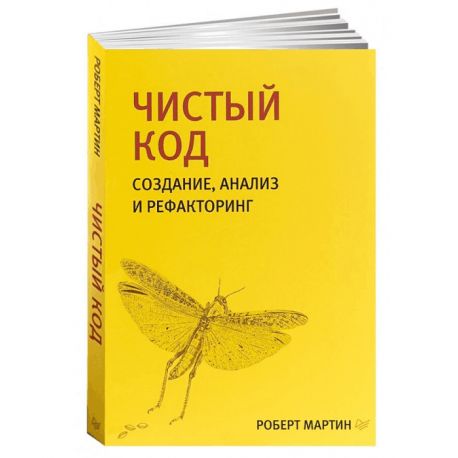 ЧИСТЫЙ
КОД
СОЗДАНИЕ, АНАЛИЗ
И РЕФАКТОРИНГ
РОБЕРТ МАРТИН
РОБЕРТ МАРТИН
ЧИСТЫЙ КОД